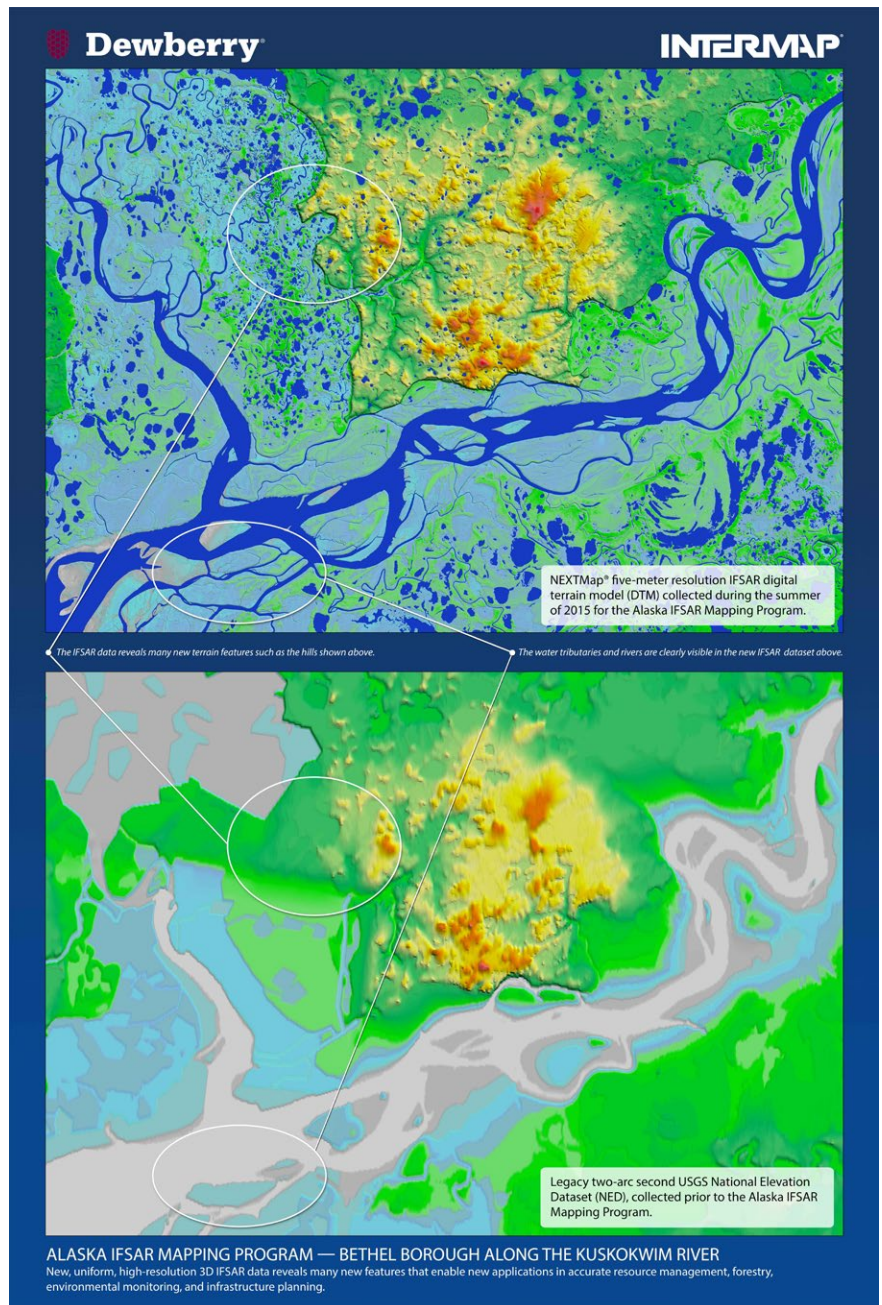 Dewberry®
INTERMAP®
NEXTMap® five-meter resolution IFSAR digital
terrain model (DTM) collected during the summer
of 2015 for the Alaska IFSAR Mapping Program.
The IFSAR data reveals many new terrain features such as the hills shown above.
The water tributaries and rivers are clearly visible in the new IFSAR dataset above.
Legacy two-arc second USGS National Elevation
Dataset (NED), collected prior to the Alaska IFSAR
Mapping Program.
ALASKA IFSAR MAPPING PROGRAM — BETHEL BOROUGH ALONG THE KUSKOKWIM RIVER
New, uniform, high-resolution 3D IFSAR data reveals many new features that enable new applications in accurate resource management, forestry,
environmental monitoring, and infrastructure planning.